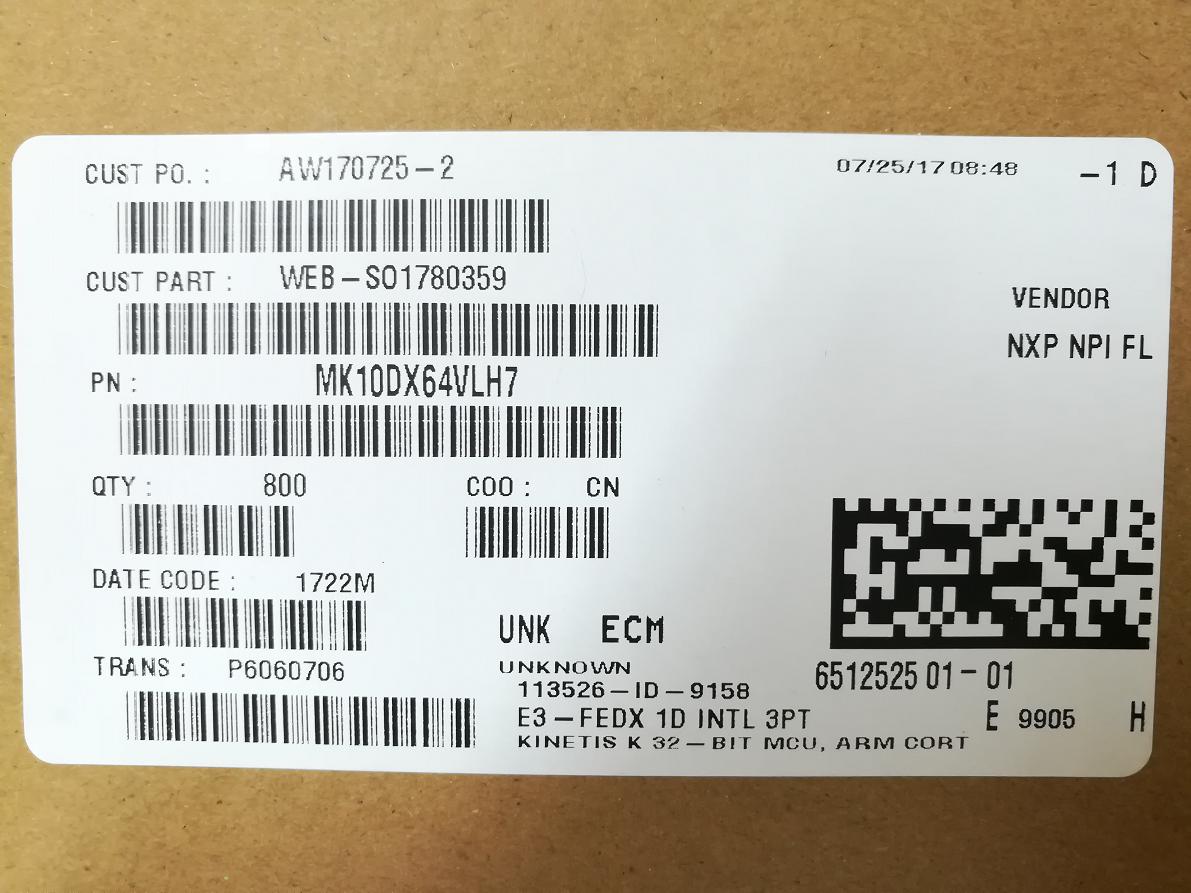 CUST PO. : AW170725-2 07/25/17 08:48 -1 D
CUST PART : WEB-SO1780359
VENDOR
NXP NPI FL
PN : MK10DX64VLH7
QTY : 800 COO : CN
DATE CODE : 1722M
UNK ECM
TRANS : P6060706
UNKNOWN
113526-ID-9158
6512525 01-01
E3-FEDX 1D INTL 3PT
E 9905 H
KINETIS K 32-BIT MCU, ARM CORT